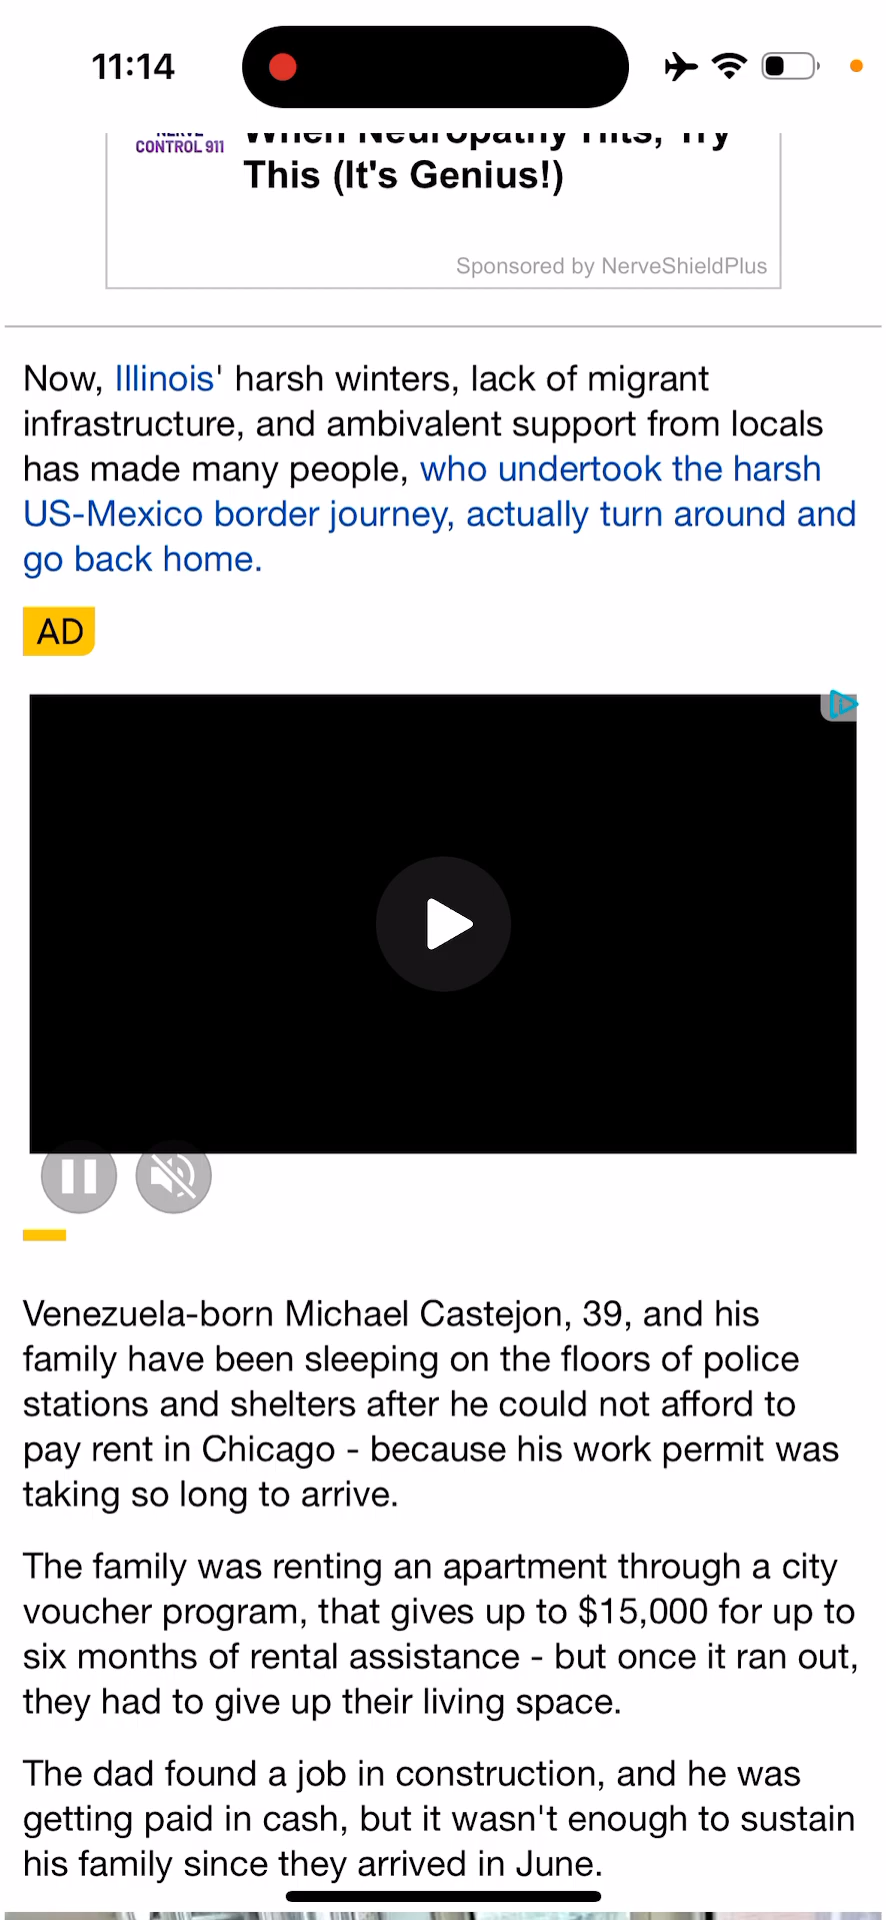 11:14
CONTROL 911
When Neuropathy Hits, Try
This (It's Genius!)
Sponsored by NerveShieldPlus
Now, Illinois' harsh winters, lack of migrant
infrastructure, and ambivalent support from locals
has made many people, who undertook the harsh
US-Mexico border journey, actually turn around and
go back home.
AD
Venezuela-born Michael Castejon, 39, and his
family have been sleeping on the floors of police
stations and shelters after he could not afford to
pay rent in Chicago - because his work permit was
taking so long to arrive.
The family was renting an apartment through a city
voucher program, that gives up to $15,000 for up to
six months of rental assistance - but once it ran out,
they had to give up their living space.
The dad found a job in construction, and he was
getting paid in cash, but it wasn't enough to sustain
his family since they arrived in June.